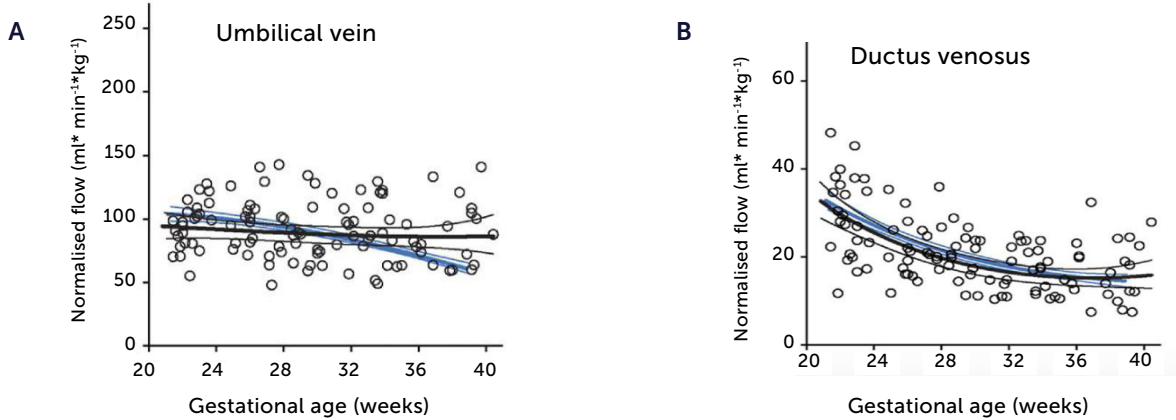 A
Umbilical vein
Normalised flow (ml* min⁻¹*kg⁻¹)
250
200
150
100
50
0
20 24 28 32 36 40
Gestational age (weeks)
B
Ductus venosus
Normalised flow (ml* min⁻¹*kg⁻¹)
60
40
20
0
20 24 28 32 36 40
Gestational age (weeks)